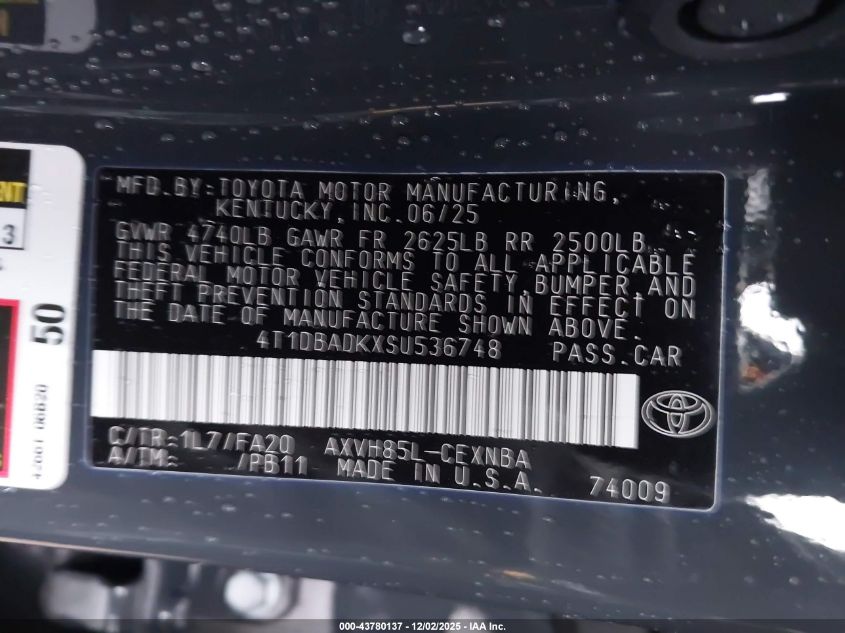 MFD.BY:TOYOTA MOTOR MANUFACTURING,
KENTUCKY,INC.06/25
GVWR 4740LB GAWR FR 2625LB RR 2500LB
THIS VEHICLE CONFORMS TO ALL APPLICABLE
FEDERAL MOTOR VEHICLE SAFETY,BUMPER,AND
THEFT PREVENTION STANDARDS IN EFFECT ON
THE DATE OF MANUFACTURE SHOWN ABOVE.
4T1DBADKXSU536748 PASS.CAR
C/TR:1L7/FA20 AXVH85L-CEXNBA
A/TM: /PB11 MADE IN U.S.A. 74009
50
000-43780137 - 12/02/2025 - IAA, Inc.